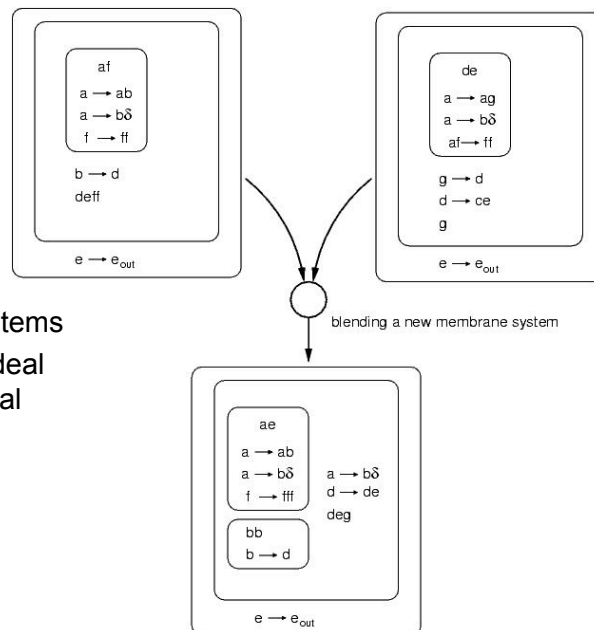 af
a → ab
a → bδ
f → ff
b → d
deff
e → e_out
de
a → ag
a → bδ
af → ff
g → d
d → ce
g
e → e_out
tems
deal
al
blending a new membrane system
ae
a → ab
a → bδ
f → fff
bb
b → d
a → bδ
d → de
deg
e → e_out